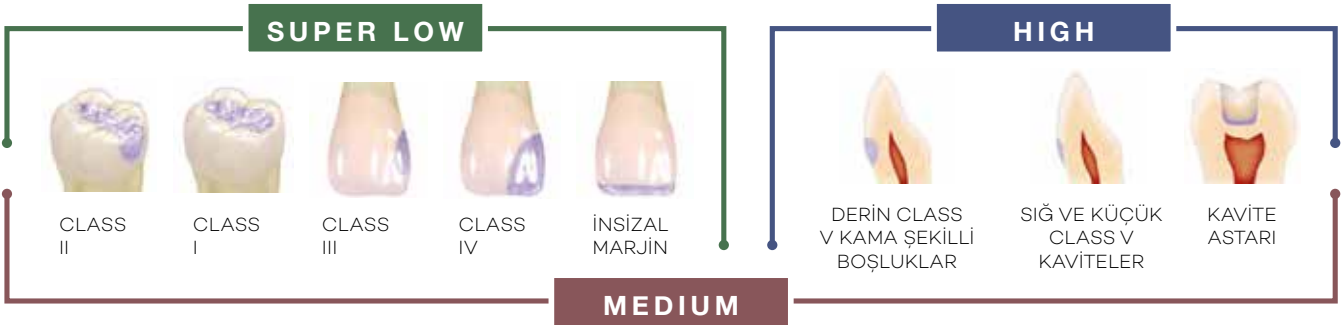 SUPER LOW
HIGH
CLASS
II
CLASS
I
CLASS
III
CLASS
IV
İNSİZAL
MARJİN
DERİN CLASS
V KAMA ŞEKİLLİ
BOŞLUKLAR
SIĞ VE KÜÇÜK
CLASS V
KAVİTELER
KAVİTE
ASTARI
MEDIUM